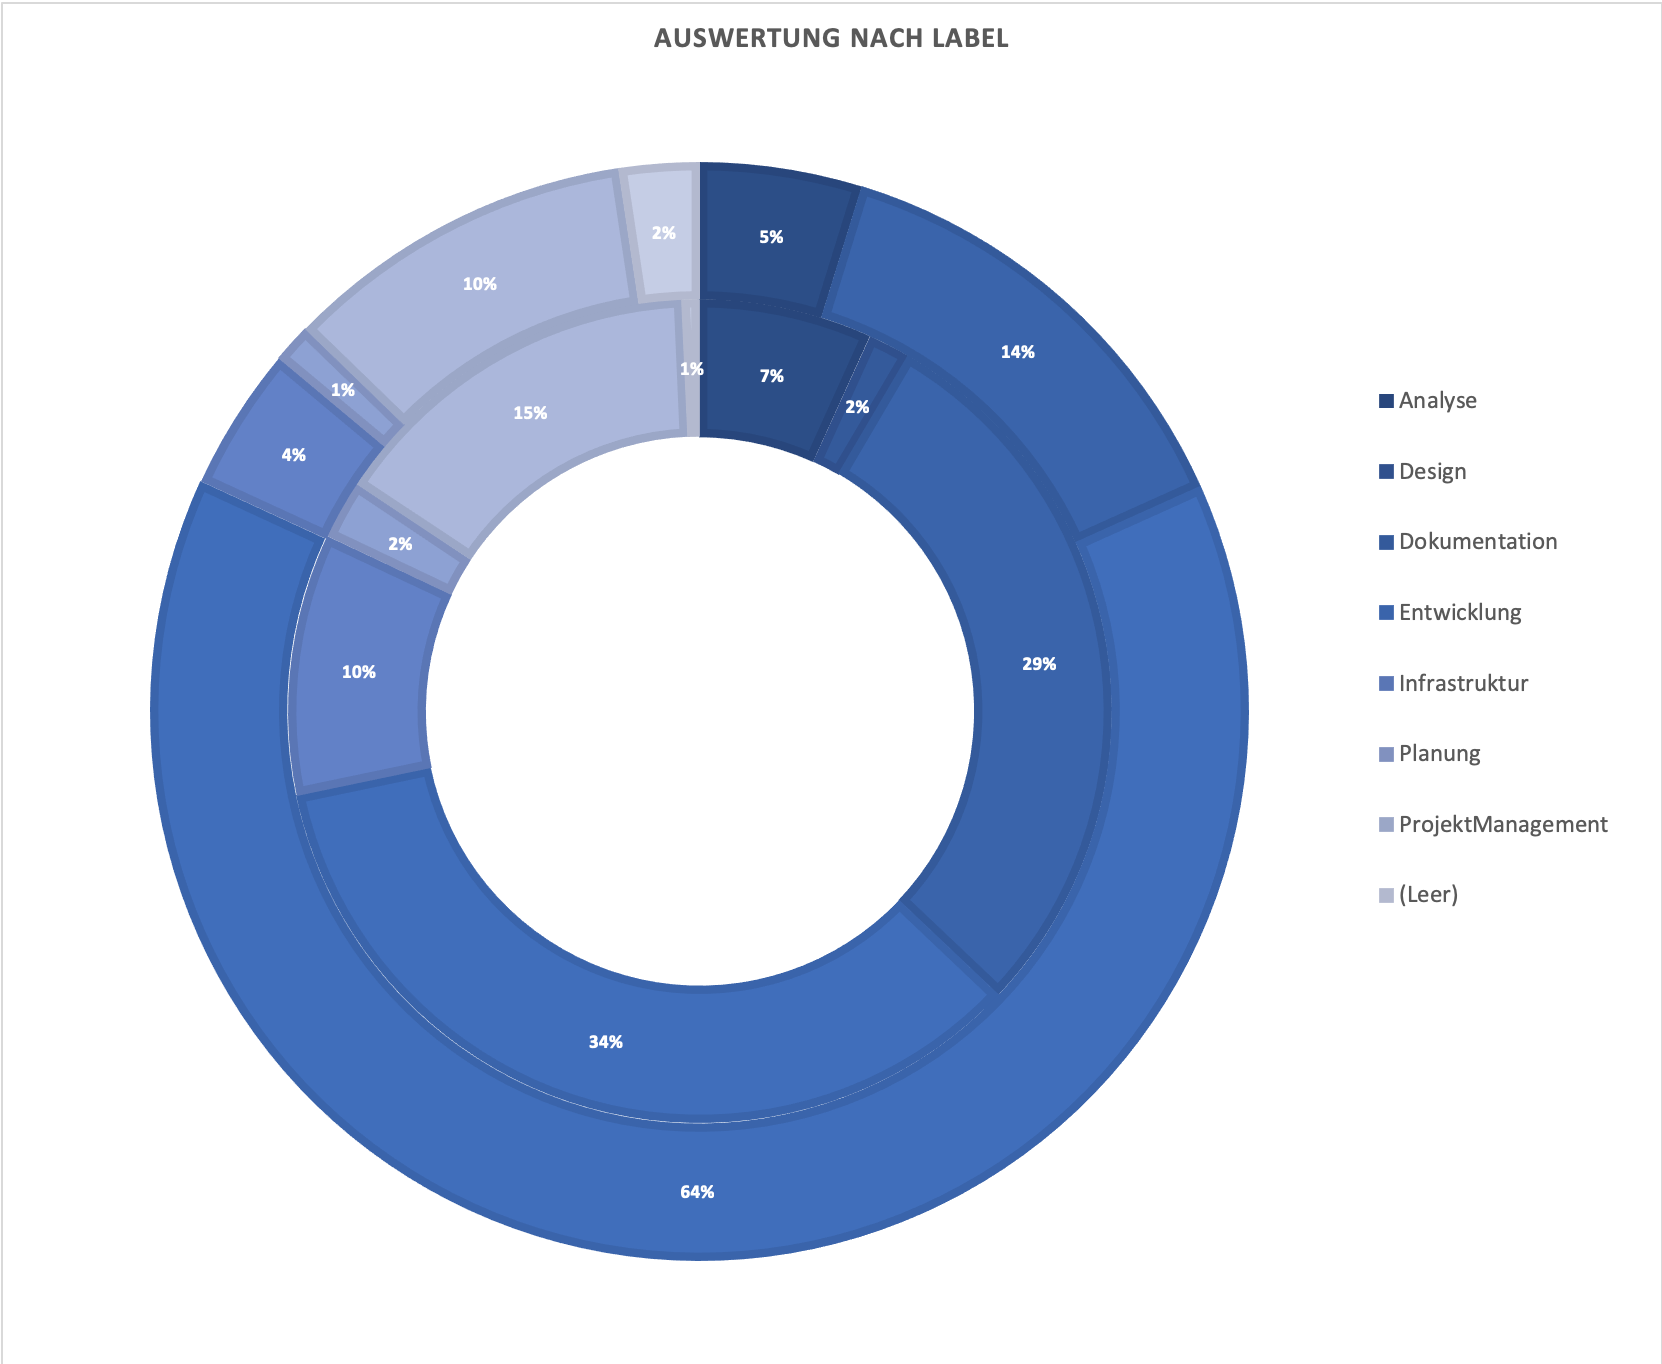 AUSWERTUNG NACH LABEL
2%
5%
10%
14%
1%
1%
7%
2%
15%
4%
2%
29%
10%
34%
64%
Analyse
Design
Dokumentation
Entwicklung
Infrastruktur
Planung
ProjektManagement
(Leer)